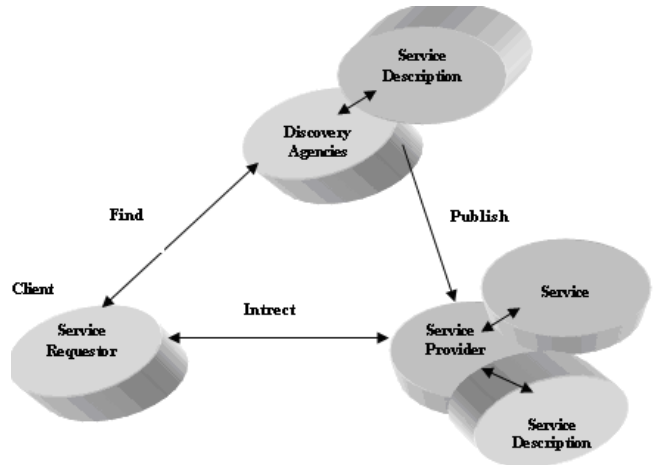 Service
Description
Discovery
Agencies
Find
Publish
Client
Service
Requestor
Intrect
Service
Provider
Service
Service
Description